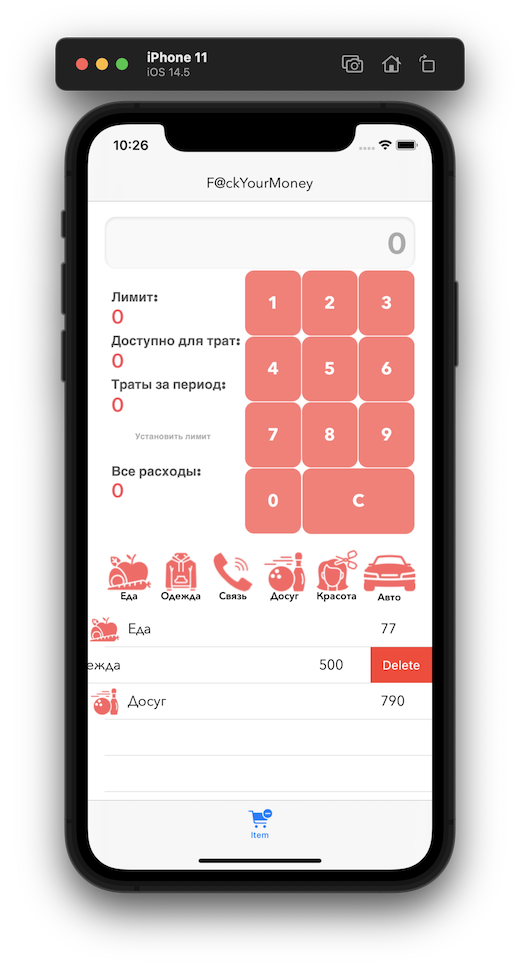 iPhone 11
iOS 14.5
10:26
F@ckYourMoney
0
Лимит:
0
Доступно для трат:
0
Траты за период:
0
Установить лимит
Все расходы:
0
1 2 3
4 5 6
7 8 9
0 C
Еда Одежда Связь Досуг Красота Авто
Еда 77
ежда 500 Delete
Досуг 790
Item